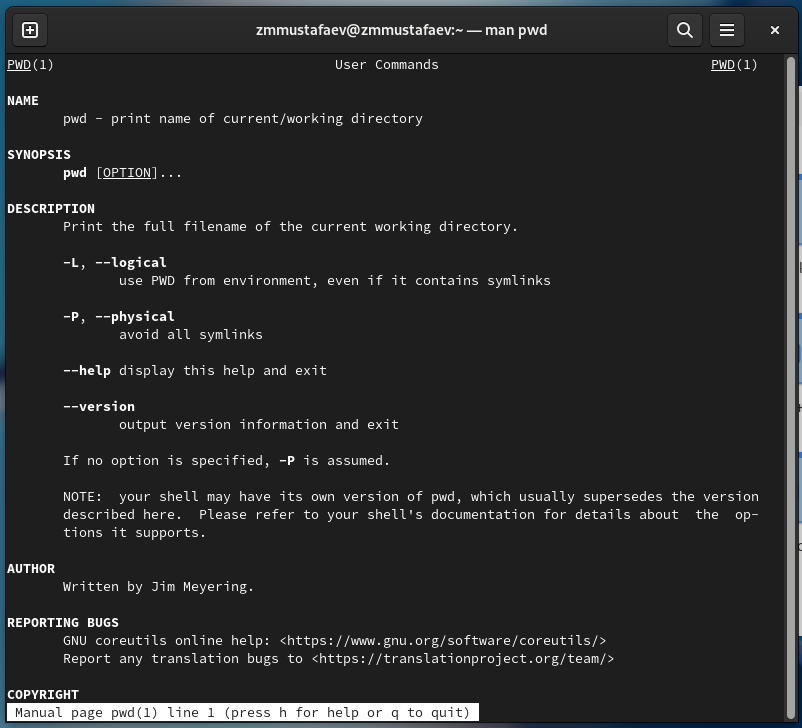 zmmustafaev@zmmustafaev:~ — man pwd
PWD(1) User Commands PWD(1)
NAME
pwd - print name of current/working directory
SYNOPSIS
pwd [OPTION]...
DESCRIPTION
Print the full filename of the current working directory.
-L, --logical
use PWD from environment, even if it contains symlinks
-P, --physical
avoid all symlinks
--help display this help and exit
--version
output version information and exit
If no option is specified, -P is assumed.
NOTE:  your shell may have its own version of pwd, which usually supersedes the version
described here.  Please refer to your shell's documentation for details about  the  op-
tions it supports.
AUTHOR
Written by Jim Meyering.
REPORTING BUGS
GNU coreutils online help: <https://www.gnu.org/software/coreutils/>
Report any translation bugs to <https://translationproject.org/team/>
COPYRIGHT
Manual page pwd(1) line 1 (press h for help or q to quit)